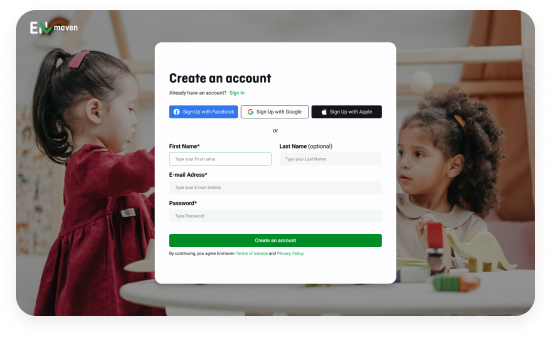 EN maven
Create an account
Already have an account? Sign in
Sign Up with Facebook Sign Up with Google Sign Up with Apple
or
First Name* Last Name (optional)
Type your First name Type your Last Name
E-mail Adress*
Type your E-mail Adress
Password*
Type Password
Create an account
By continuing, you agree Enmaven Terms of service and Privacy Policy